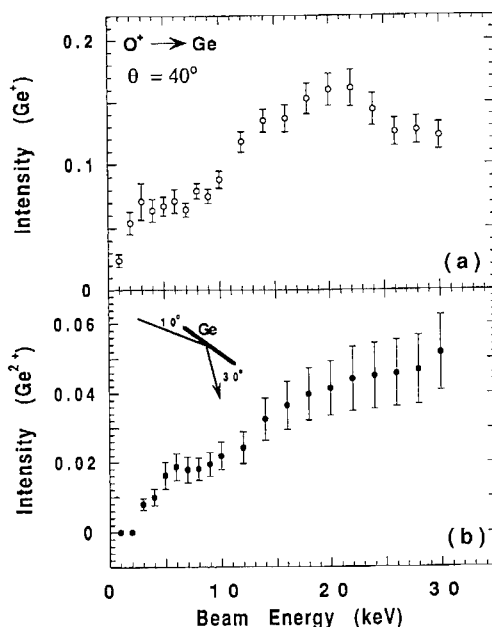 O⁺ → Ge
θ = 40°
0.2
0.1
0
Intensity (Ge⁺)
(a)
10°
Ge
30°
0.06
0.04
0.02
0
Intensity (Ge²⁺)
(b)
0 10 20 30
Beam Energy (keV)